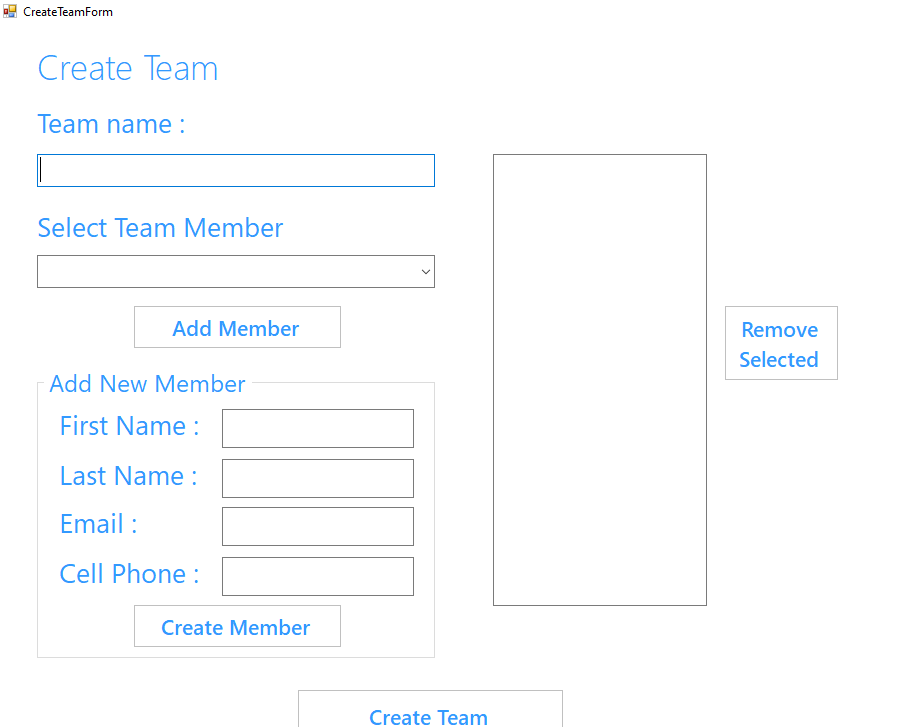 CreateTeamForm
Create Team
Team name :
Select Team Member
Add Member
Remove
Selected
Add New Member
First Name :
Last Name :
Email :
Cell Phone :
Create Member
Create Team